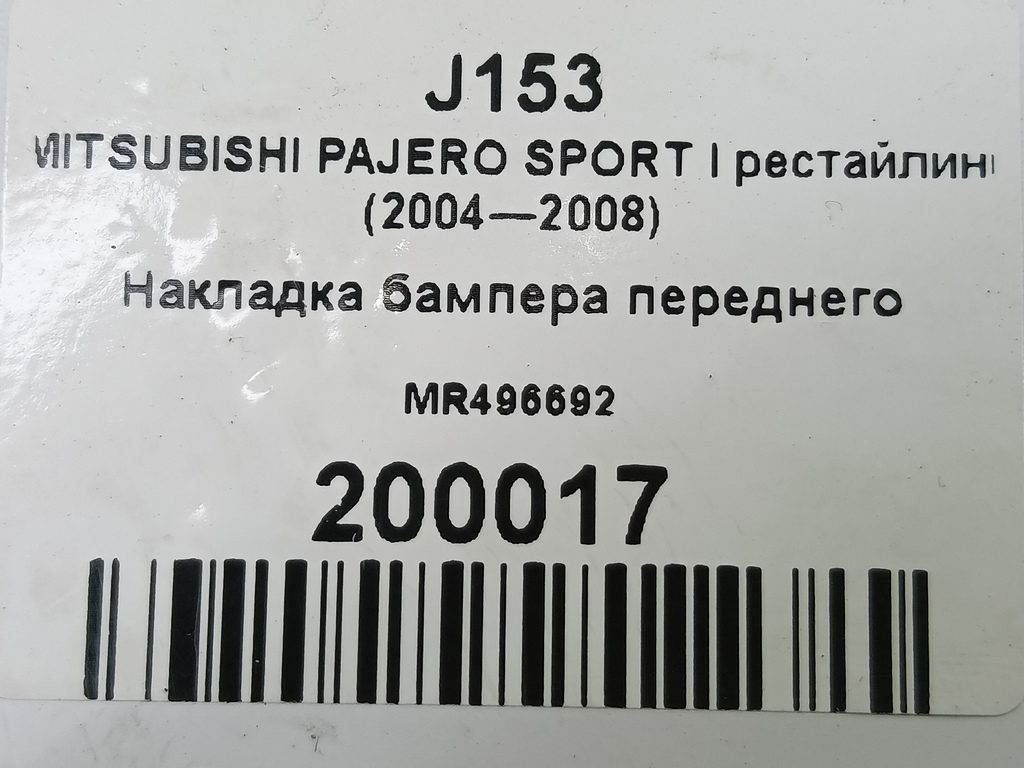 J153
MITSUBISHI PAJERO SPORT I рестайлинг
(2004—2008)
Накладка бампера переднего
MR496692
200017